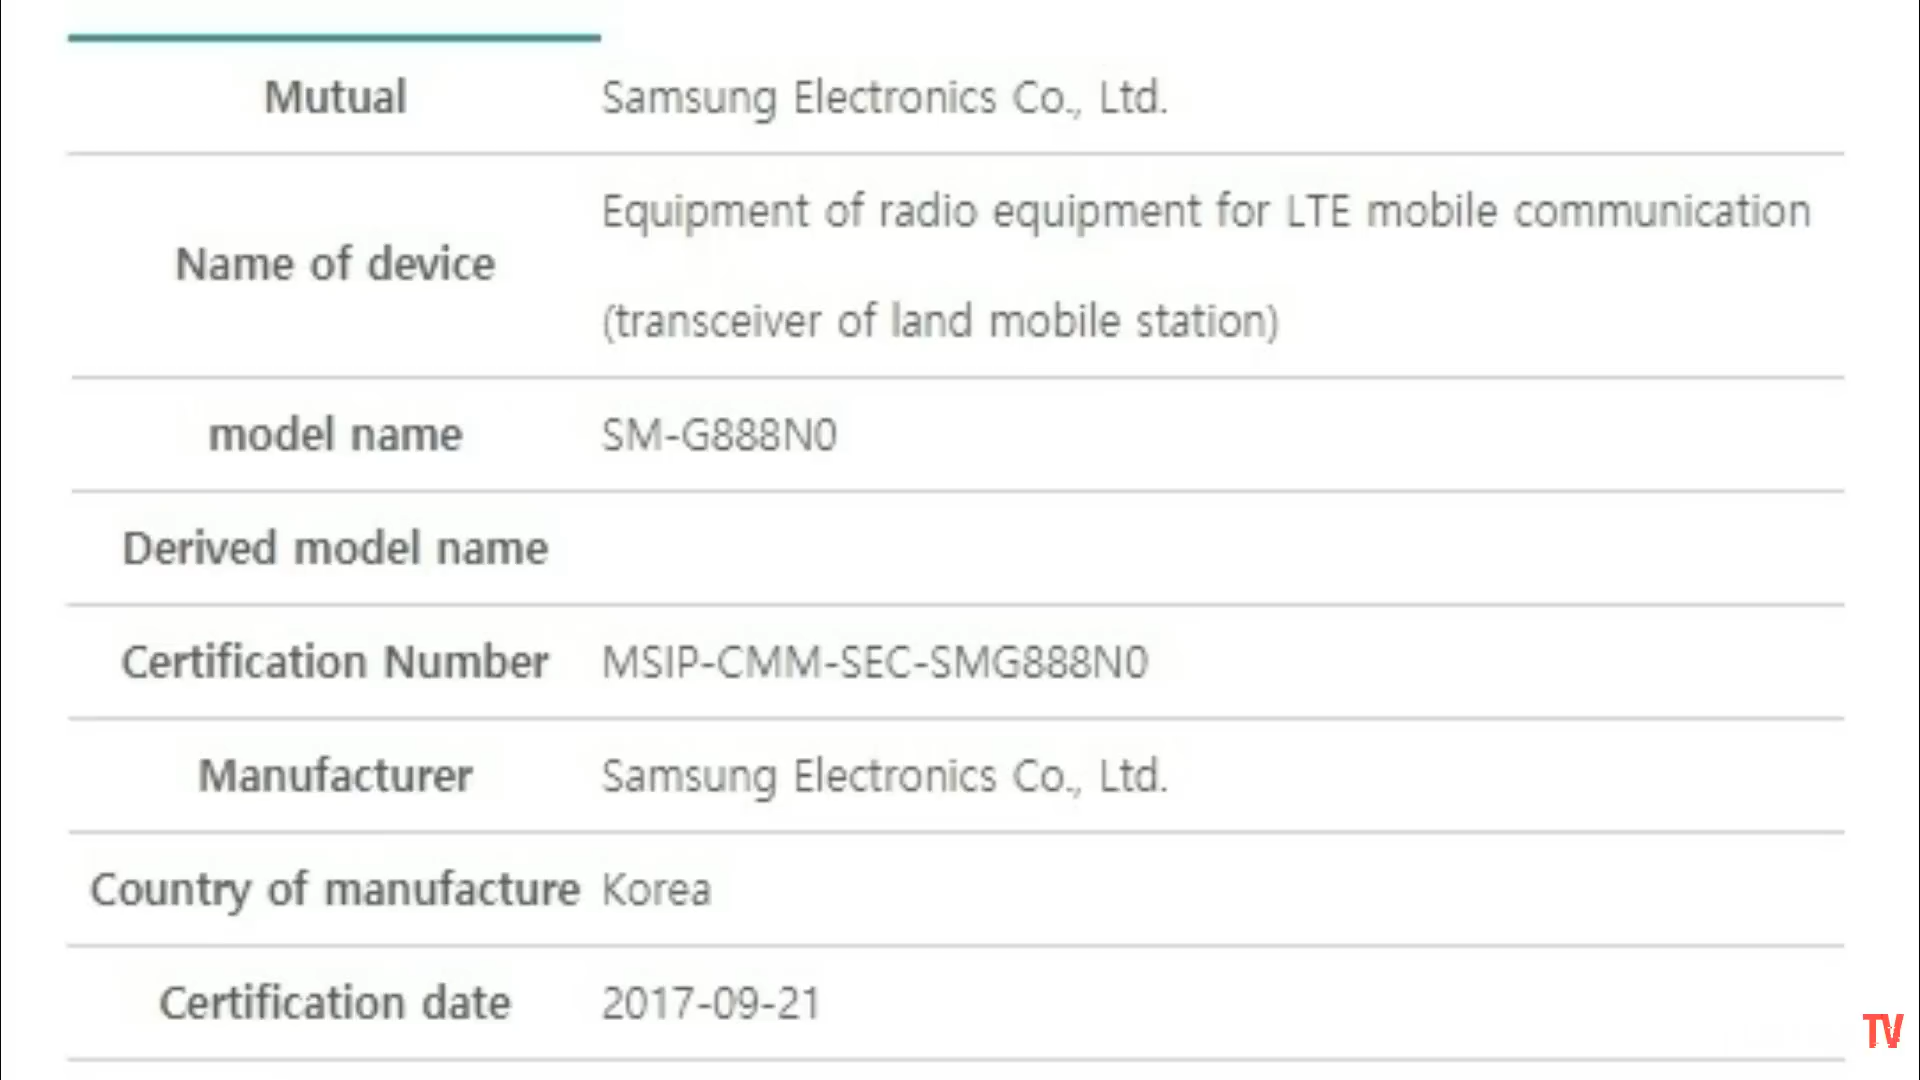 Mutual Samsung Electronics Co., Ltd.
Name of device Equipment of radio equipment for LTE mobile communication
(transceiver of land mobile station)
model name SM-G888N0
Derived model name
Certification Number MSIP-CMM-SEC-SMG888N0
Manufacturer Samsung Electronics Co., Ltd.
Country of manufacture Korea
Certification date 2017-09-21
TV